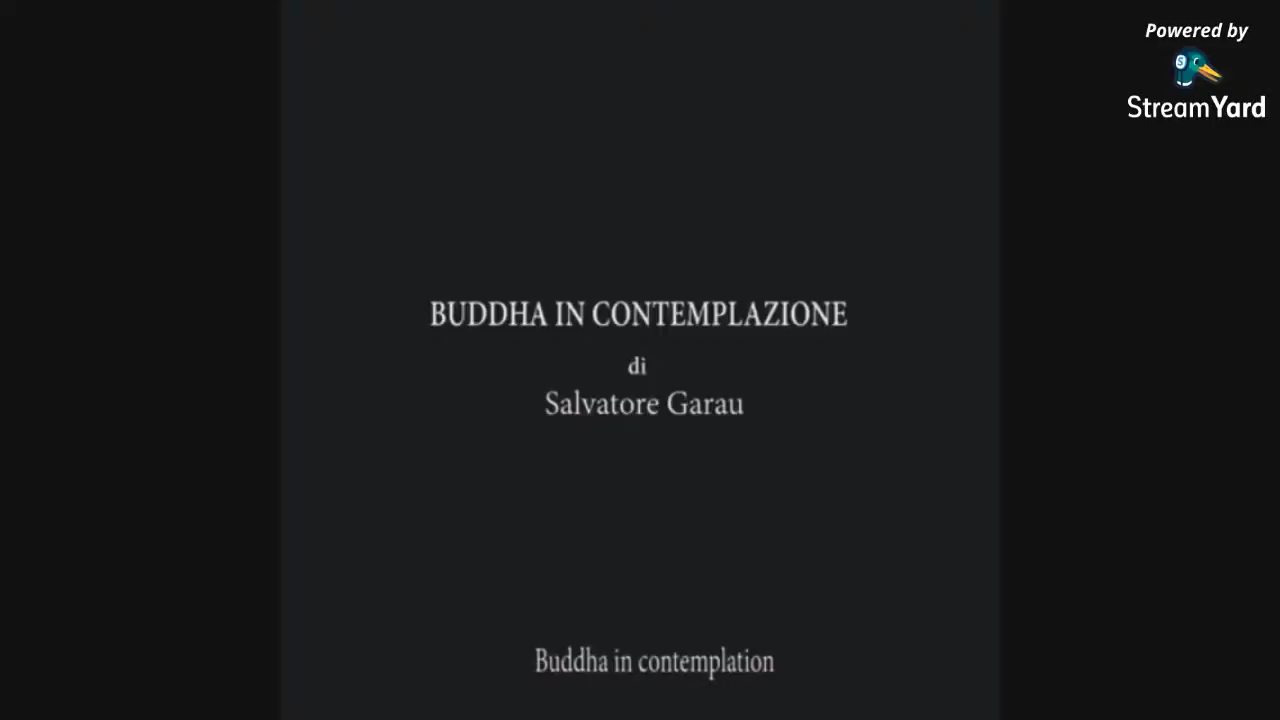 Powered by
StreamYard
BUDDHA IN CONTEMPLAZIONE
di
Salvatore Garau
Buddha in contemplation